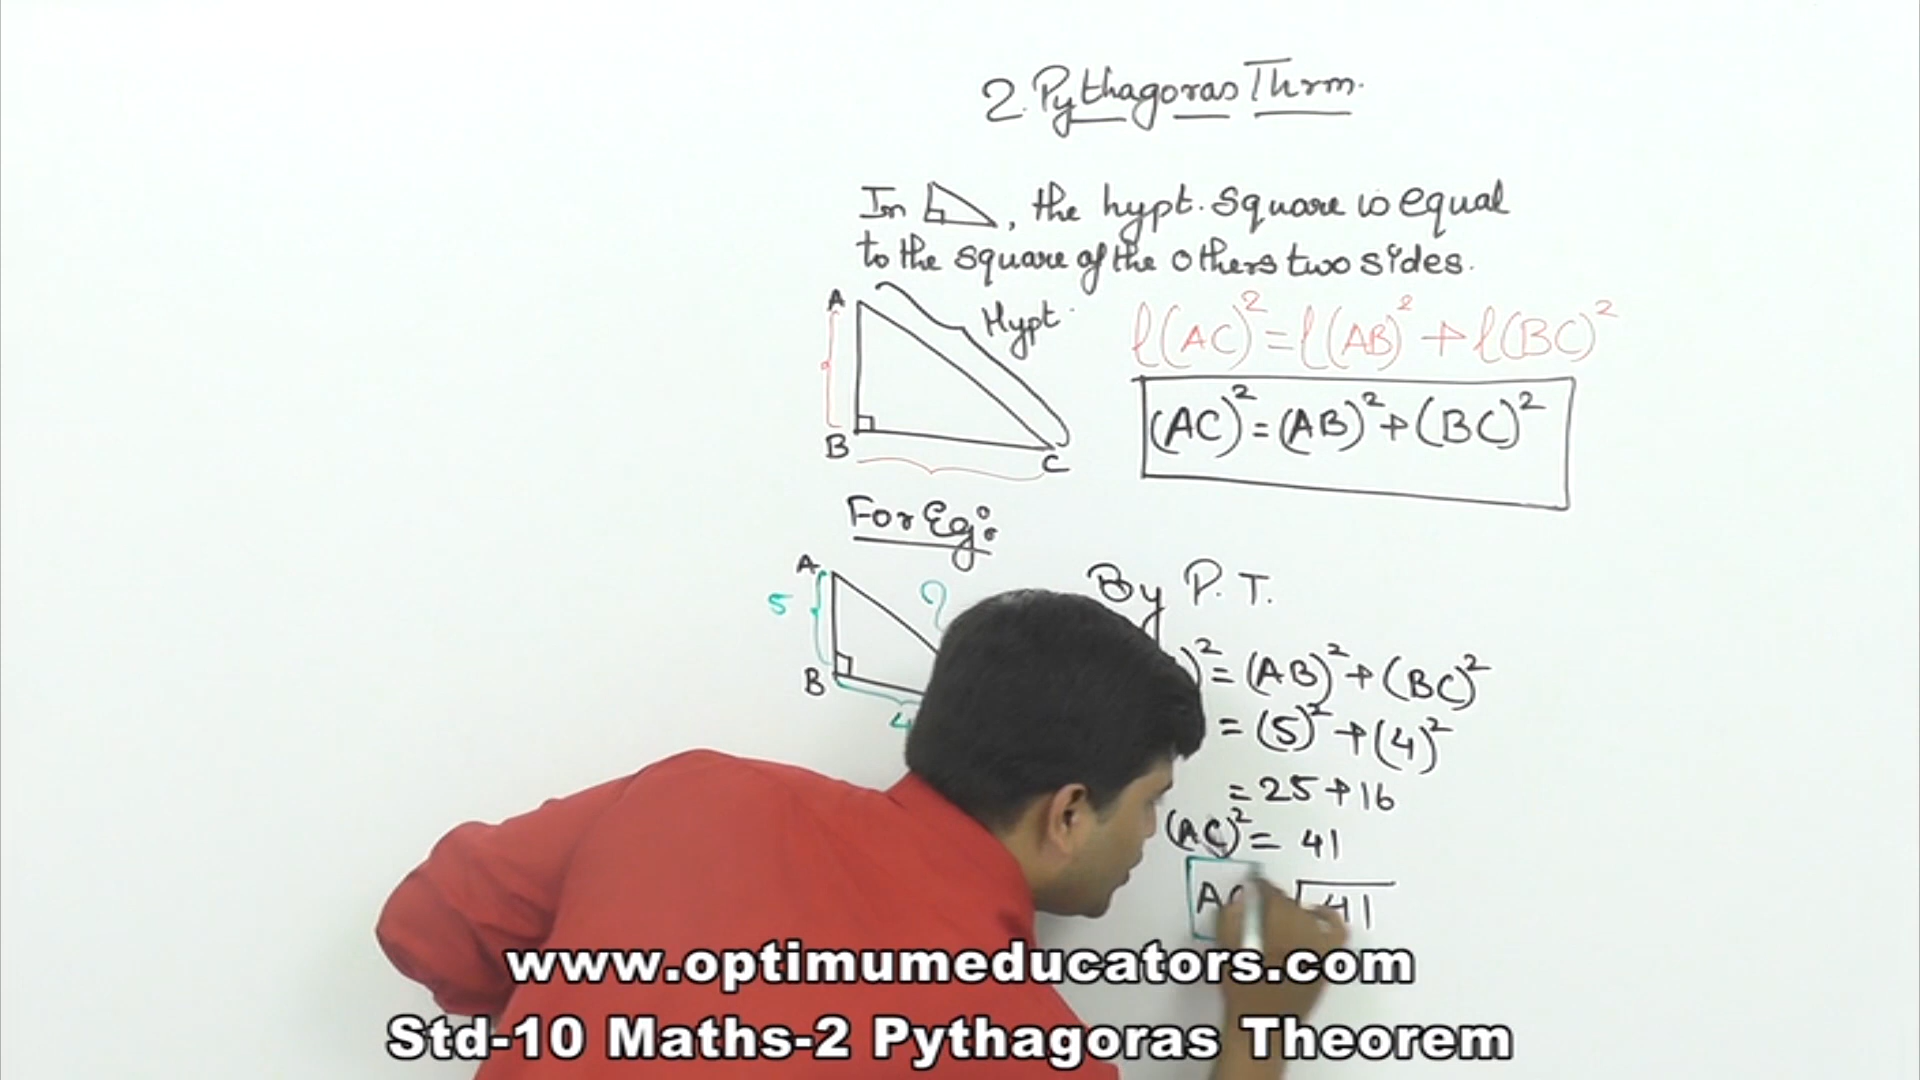 2. Pythagoras Thrm.
In , the hypt. square is equal
to the square of the others two sides.
A
Hypt.
B
C
l(AC)² = l(AB)² + l(BC)²
(AC)² = (AB)² + (BC)²
For Eg:
A
5
?
B
4
By P. T.
)² = (AB)² + (BC)²
= (5)² + (4)²
= 25 + 16
(AC)² = 41
AC √41
www.optimumeducators.com
Std-10 Maths-2 Pythagoras Theorem